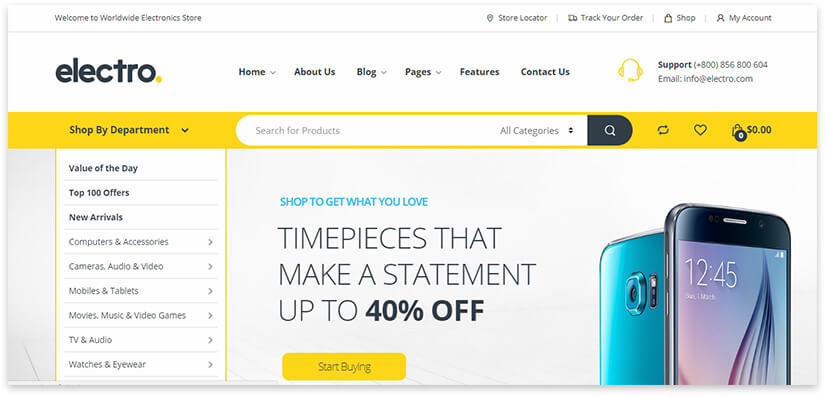 Welcome to Worldwide Electronics Store
Store Locator
Track Your Order
Shop
My Account
electro.
Home
About Us
Blog
Pages
Features
Contact Us
Support (+800) 856 800 604
Email: info@electro.com
Shop By Department
Search for Products
All Categories
0
$0.00
Value of the Day
Top 100 Offers
New Arrivals
Computers & Accessories
Cameras, Audio & Video
Mobiles & Tablets
Movies, Music & Video Games
TV & Audio
Watches & Eyewear
SHOP TO GET WHAT YOU LOVE
TIMEPIECES THAT
MAKE A STATEMENT
UP TO 40% OFF
Start Buying
12:45
Sun, 1 March